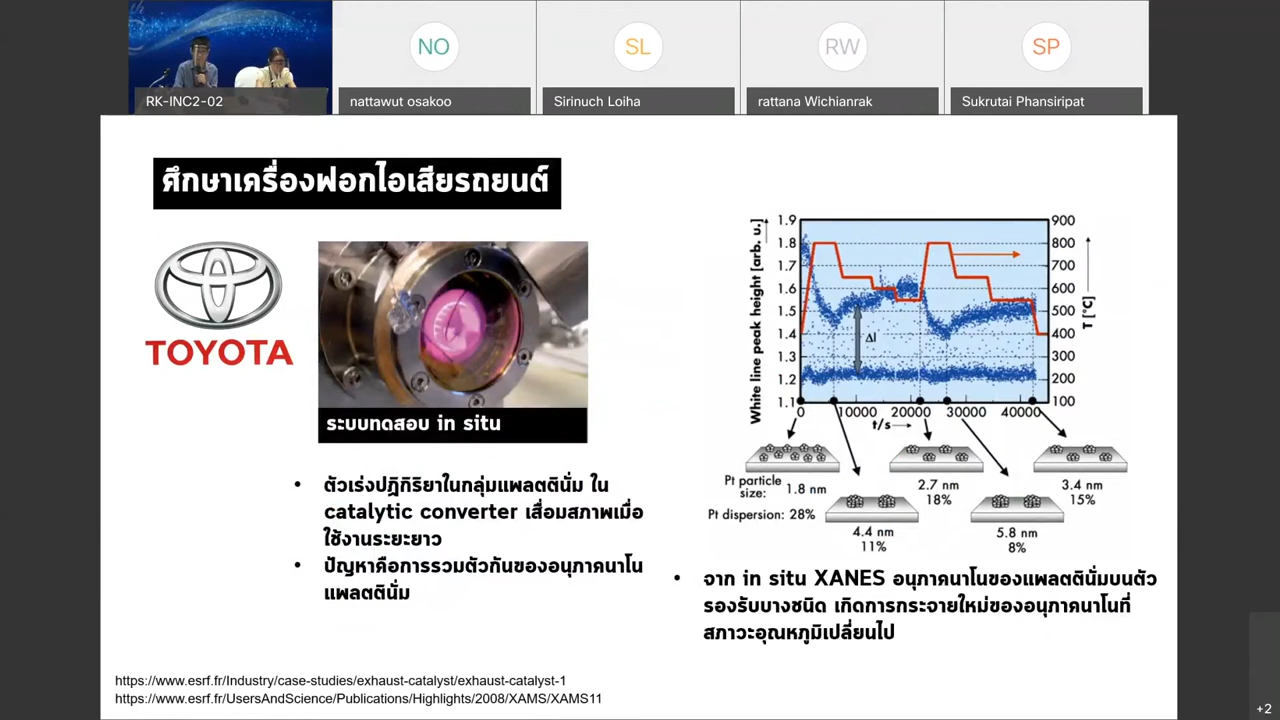 NO
SL
RW
SP
RK-INC2-02
nattawut osakoo
Sirinuch Loiha
rattana Wichianrak
Sukrutai Phansiripat
ศึกษาเครื่องฟอกไอเสียรถยนต์
TOYOTA
ระบบทดสอบ in situ
• ตัวเร่งปฏิกิริยาในกลุ่มแพลตตินั่ม ใน
catalytic converter เสื่อมสภาพเมื่อ
ใช้งานระยะยาว
• ปัญหาคือการรวมตัวกันของอนุภาคนาโน
แพลตตินั่ม
White line peak height [arb. u.]
1.9
1.8
1.7
1.6
1.5
1.4
1.3
1.2
1.1
ΔI
900
800
700
600
500
400
300
200
100
T [°C]
0 10000 20000 30000 40000
t/s
Pt particle
size: 1.8 nm
Pt dispersion: 28%
4.4 nm
11%
2.7 nm
18%
5.8 nm
8%
3.4 nm
15%
• จาก in situ XANES อนุภาคนาโนของแพลตตินั่มบนตัว
รองรับบางชนิด เกิดการกระจายใหม่ของอนุภาคนาโนที่
สภาวะอุณหภูมิเปลี่ยนไป
https://www.esrf.fr/Industry/case-studies/exhaust-catalyst/exhaust-catalyst-1
https://www.esrf.fr/UsersAndScience/Publications/Highlights/2008/XAMS/XAMS11
+2